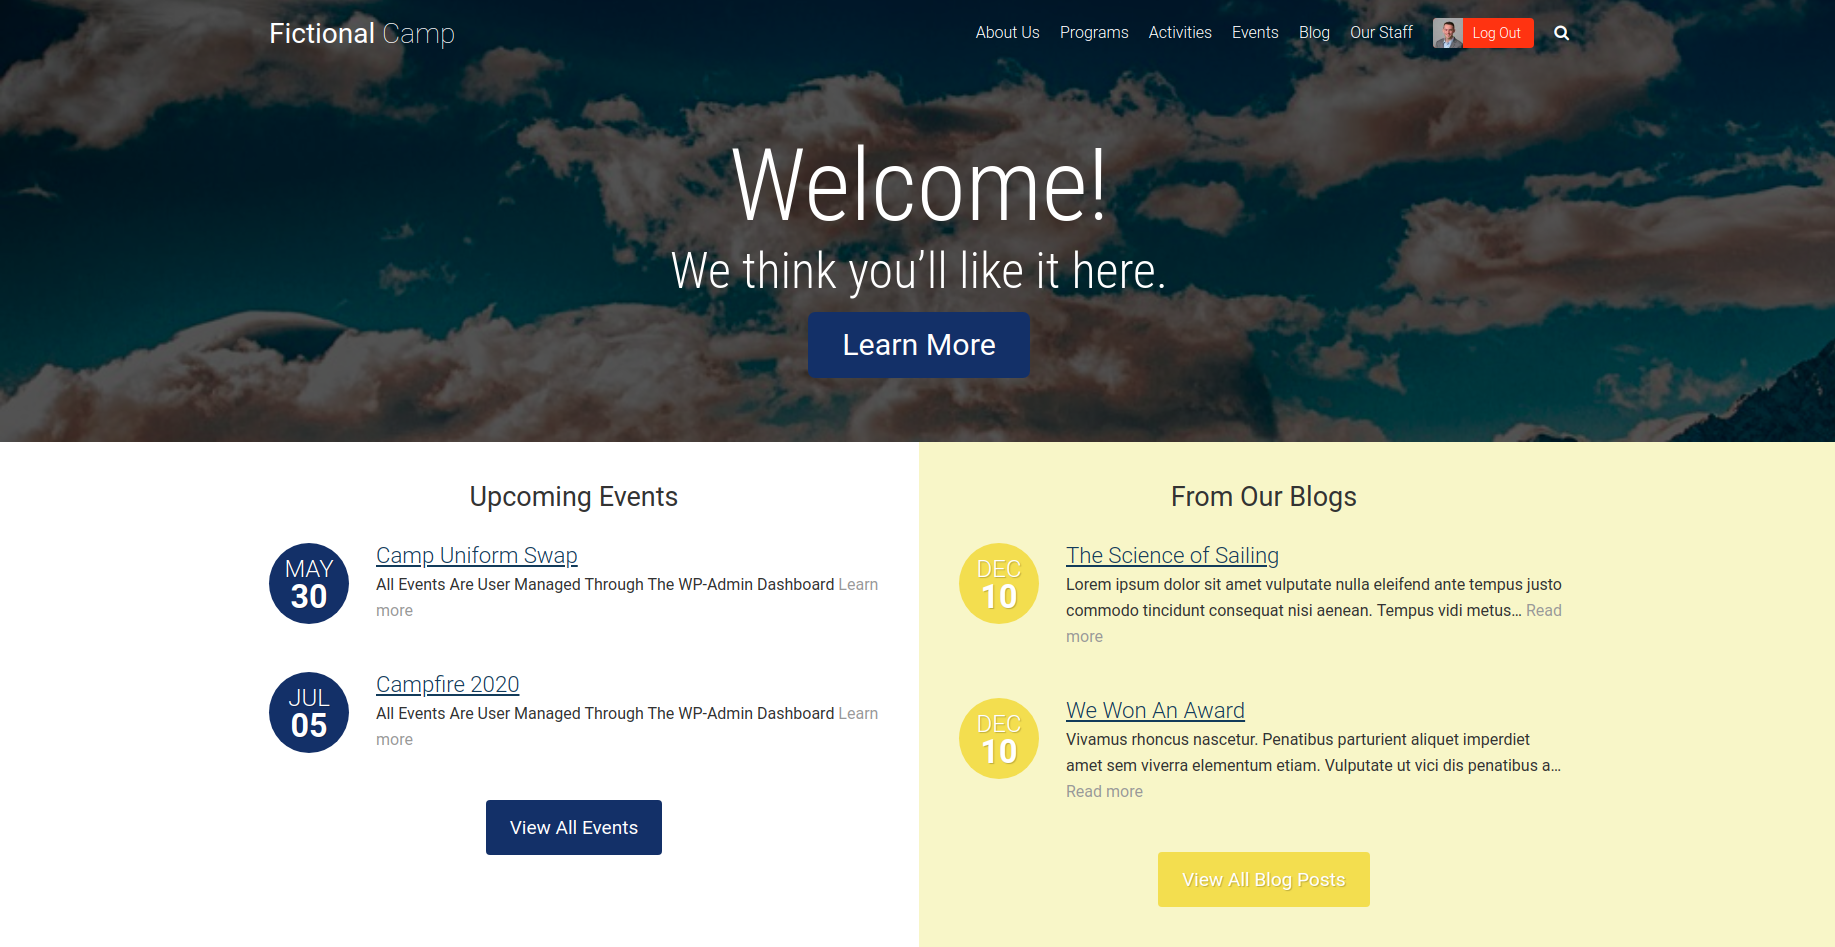 Fictional Camp
About Us Programs Activities Events Blog Our Staff Log Out
Welcome!
We think you’ll like it here.
Learn More
Upcoming Events
MAY
30
Camp Uniform Swap
All Events Are User Managed Through The WP-Admin Dashboard Learn
more
JUL
05
Campfire 2020
All Events Are User Managed Through The WP-Admin Dashboard Learn
more
View All Events
From Our Blogs
DEC
10
The Science of Sailing
Lorem ipsum dolor sit amet vulputate nulla eleifend ante tempus justo
commodo tincidunt consequat nisi aenean. Tempus vidi metus… Read
more
DEC
10
We Won An Award
Vivamus rhoncus nascetur. Penatibus parturient aliquet imperdiet
amet sem viverra elementum etiam. Vulputate ut vici dis penatibus a…
Read more
View All Blog Posts